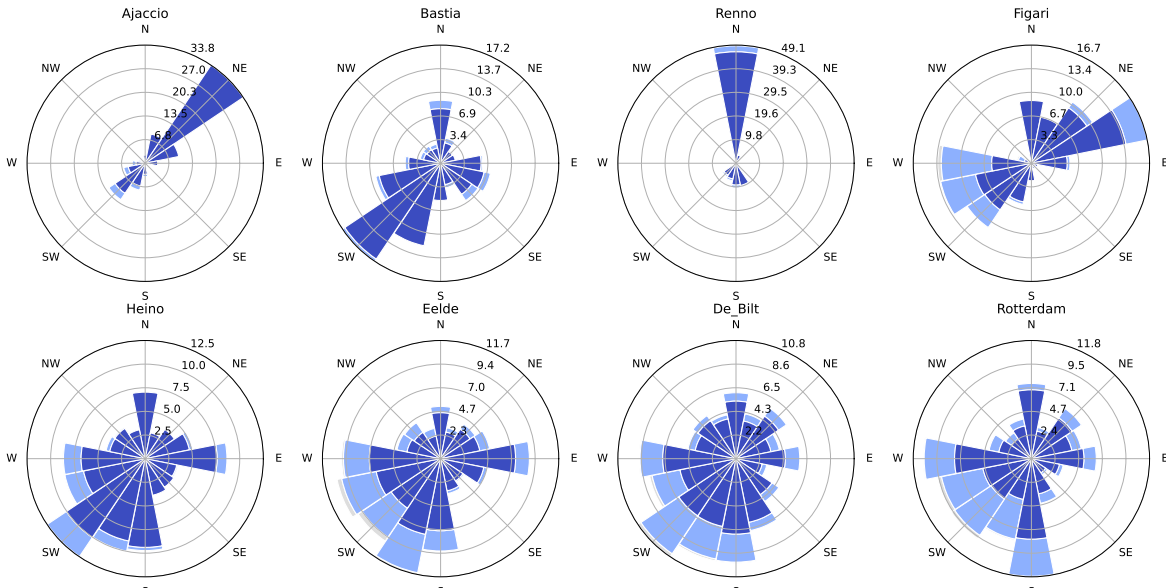 Ajaccio
N
NE
E
SE
S
SW
W
NW
6.8
13.5
20.3
27.0
33.8
Bastia
N
NE
E
SE
SW
W
NW
3.4
6.9
10.3
13.7
17.2
Renno
N
NE
E
SE
S
SW
W
NW
9.8
19.6
29.5
39.3
49.1
Figari
N
NE
E
SE
SW
W
NW
3.3
6.7
10.0
13.4
16.7
Heino
N
NE
E
SE
SW
W
NW
2.5
5.0
7.5
10.0
12.5
Eelde
N
NE
E
SE
SW
W
NW
2.3
4.7
7.0
9.4
11.7
De_Bilt
N
NE
E
SE
SW
W
NW
2.2
4.3
6.5
8.6
10.8
Rotterdam
N
NE
E
SE
SW
W
NW
2.4
4.7
7.1
9.5
11.8